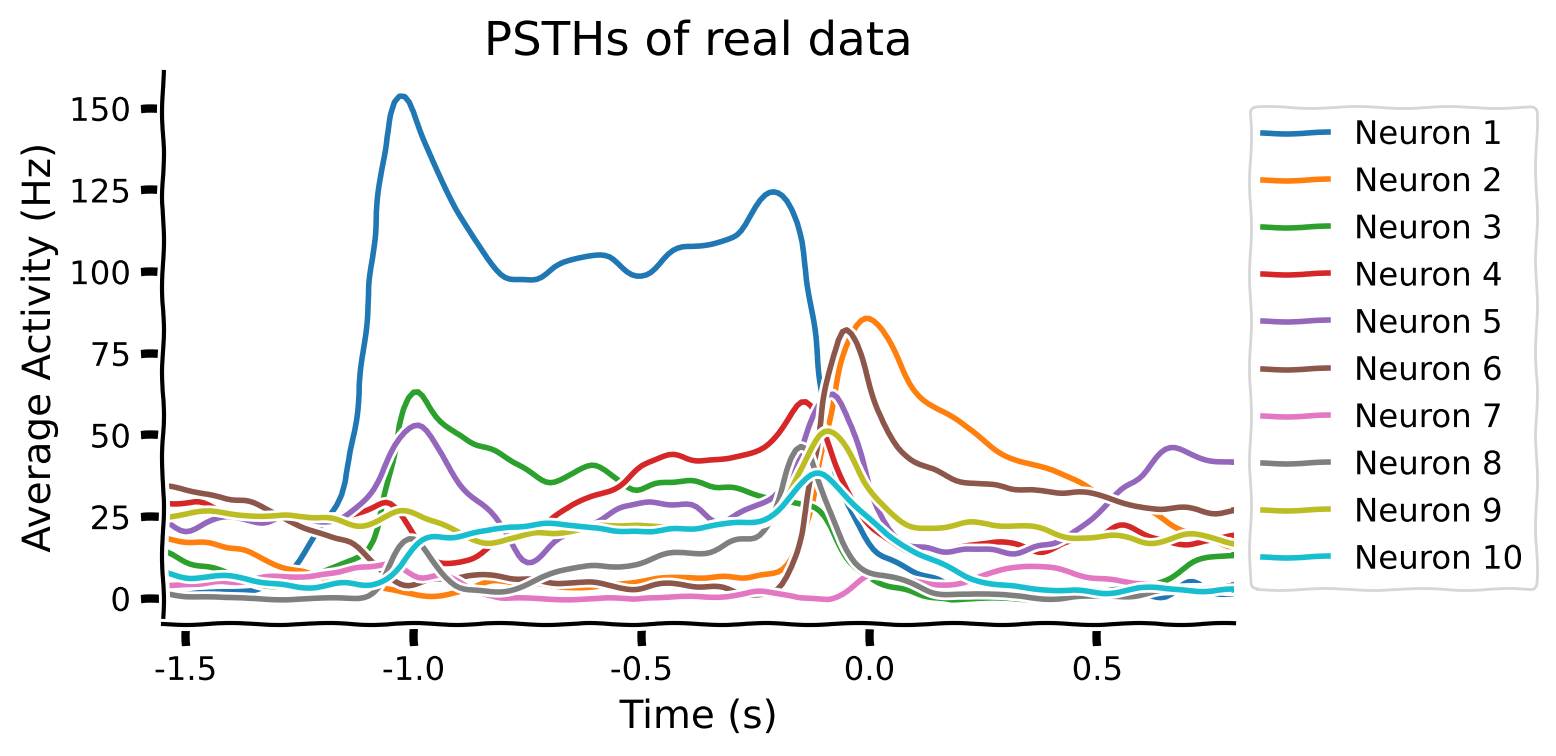 PSTHs of real data
Average Activity (Hz)
150
125
100
75
50
25
0
-1.5
-1.0
-0.5
0.0
0.5
Time (s)
Neuron 1
Neuron 2
Neuron 3
Neuron 4
Neuron 5
Neuron 6
Neuron 7
Neuron 8
Neuron 9
Neuron 10